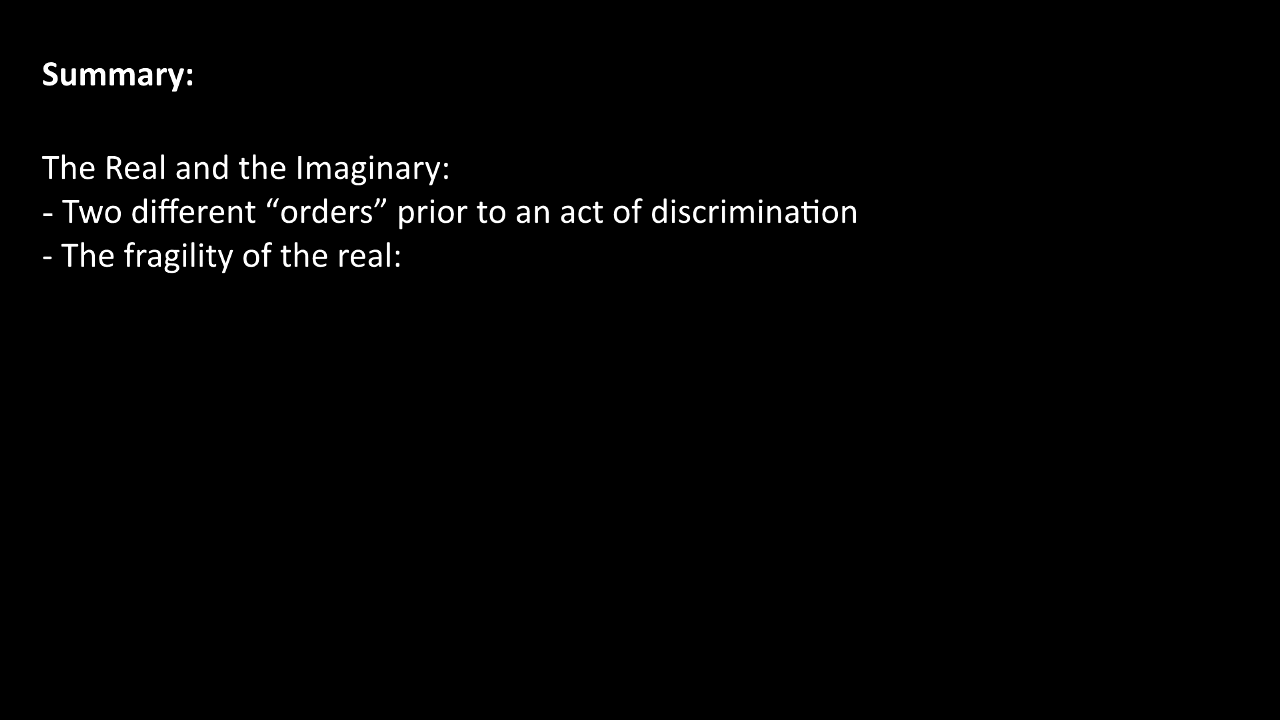 Summary:
The Real and the Imaginary:
- Two different “orders” prior to an act of discrimination
- The fragility of the real: